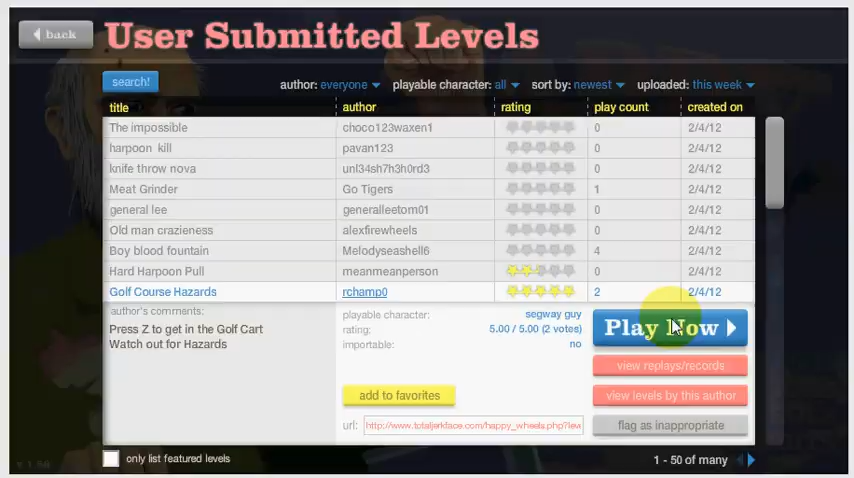 back
User Submitted Levels
search!
author: everyone playable character: all sort by: newest uploaded: this week
title author rating play count created on
The impossible choco123waxen1 0 2/4/12
harpoon kill pavan123 0 2/4/12
knife throw nova unl34sh7h3h0rd3 0 2/4/12
Meat Grinder Go Tigers 1 2/4/12
general lee generalleetom01 0 2/4/12
Old man crazieness alexfirewheels 0 2/4/12
Boy blood fountain Melodyseashell6 4 2/4/12
Hard Harpoon Pull meanmeanperson 0 2/4/12
Golf Course Hazards rchamp0 2 2/4/12
author's comments:
Press Z to get in the Golf Cart
Watch out for Hazards
playable character: segway guy
rating: 5.00 / 5.00 (2 votes)
importable: no
add to favorites
url: http://www.totaljerkface.com/happy_wheels.php?lev
Play Now
view replays/records
view levels by this author
flag as inappropriate
only list featured levels
1 - 50 of many